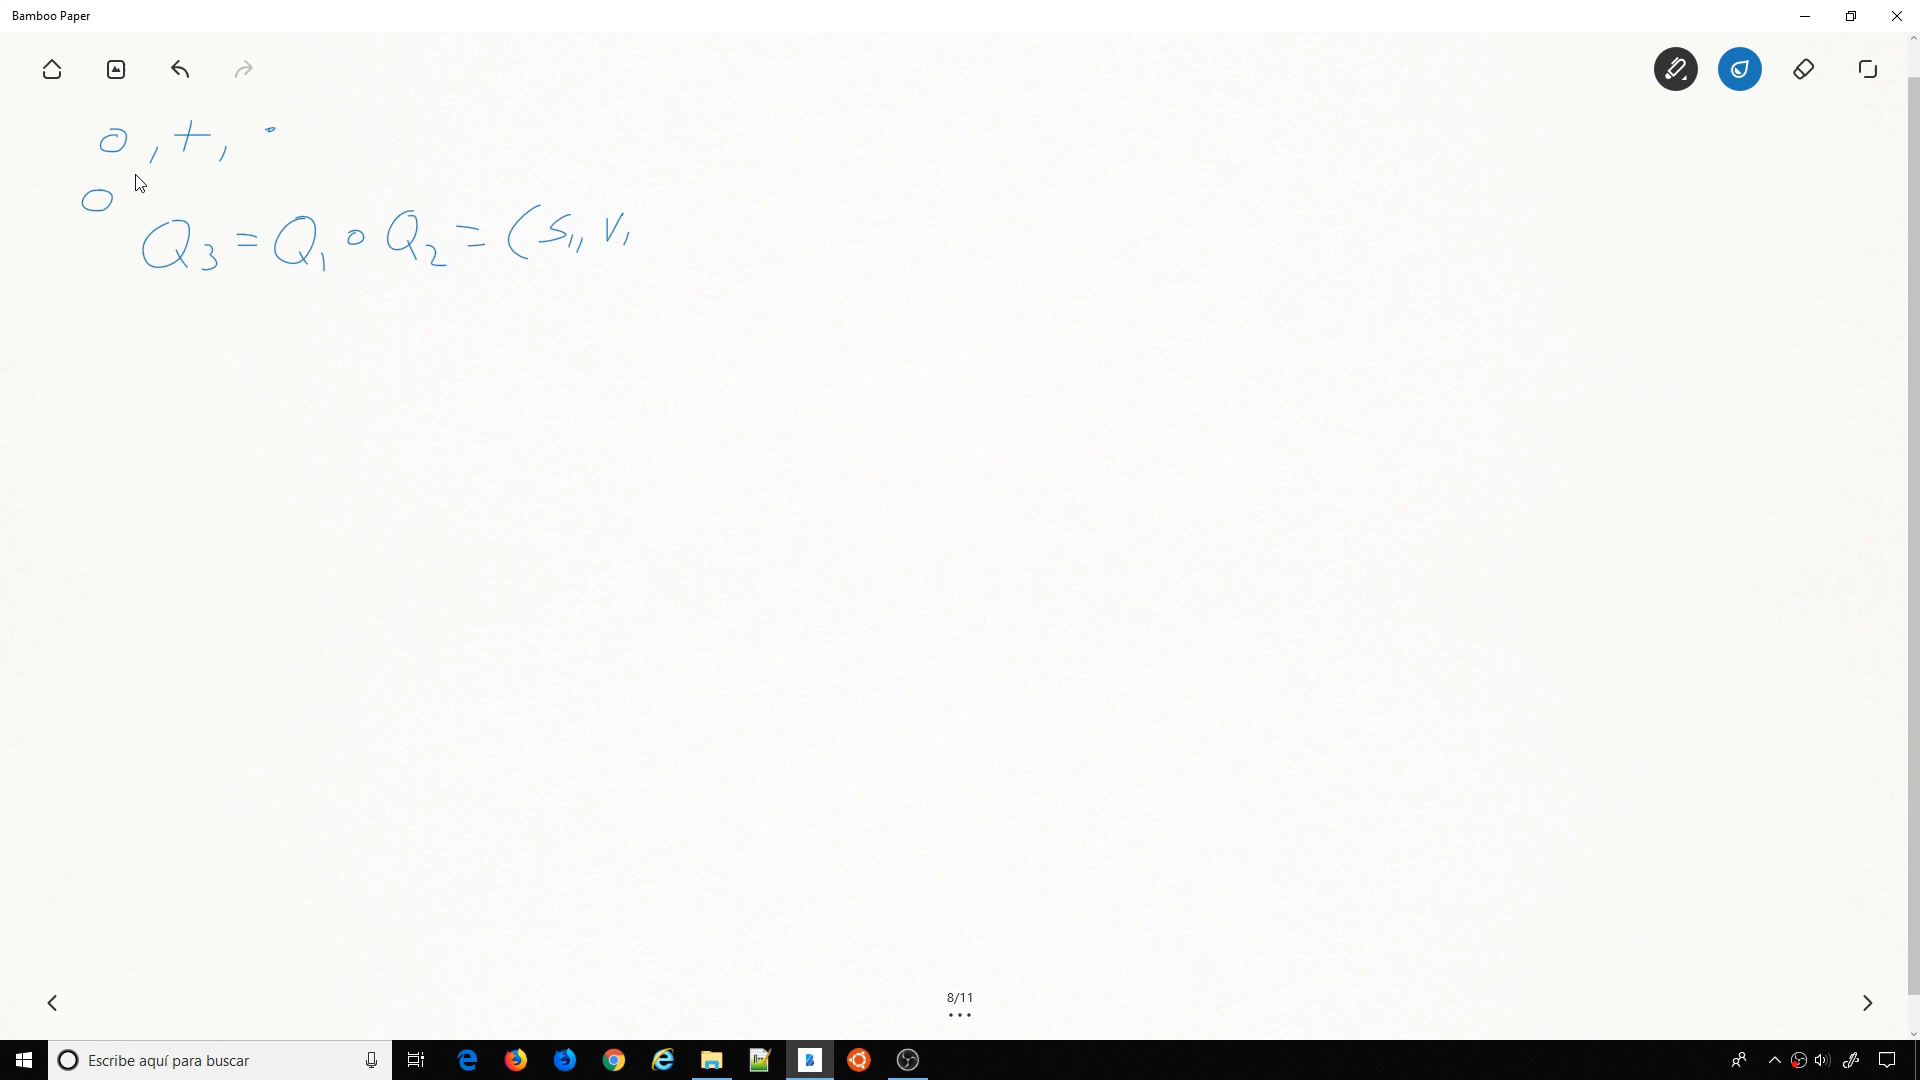 Bamboo Paper
o , + , ·
o
Q₃ = Q₁ ∘ Q₂ = (s₁, v₁
8/11
Escribe aquí para buscar